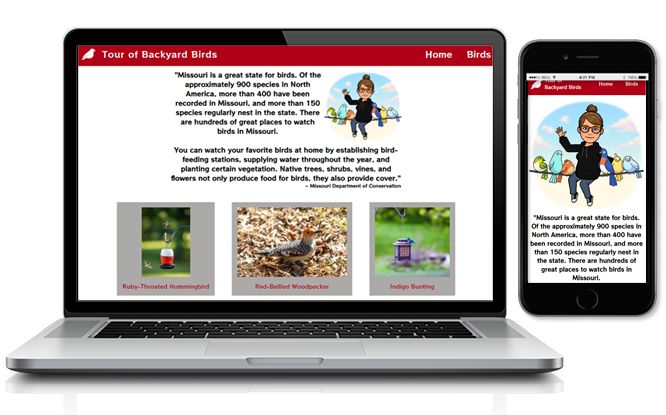 Tour of Backyard Birds
Home Birds
"Missouri is a great state for birds. Of the
approximately 900 species in North
America, more than 400 have been
recorded in Missouri, and more than 150
species regularly nest in the state. There
are hundreds of great places to watch
birds in Missouri.
You can watch your favorite birds at home by establishing bird-
feeding stations, supplying water throughout the year, and
planting certain vegetation. Native trees, shrubs, vines, and
flowers not only produce food for birds, they also provide cover."
~ Missouri Department of Conservation
Ruby-Throated Hummingbird
Red-Bellied Woodpecker
Indigo Bunting
4:21 PM
Backyard Birds
Home Birds
"Missouri is a great state for birds.
Of the approximately 900 species in
North America, more than 400 have
been recorded in Missouri, and more
than 150 species regularly nest in
the state. There are hundreds of
great places to watch birds in
Missouri.